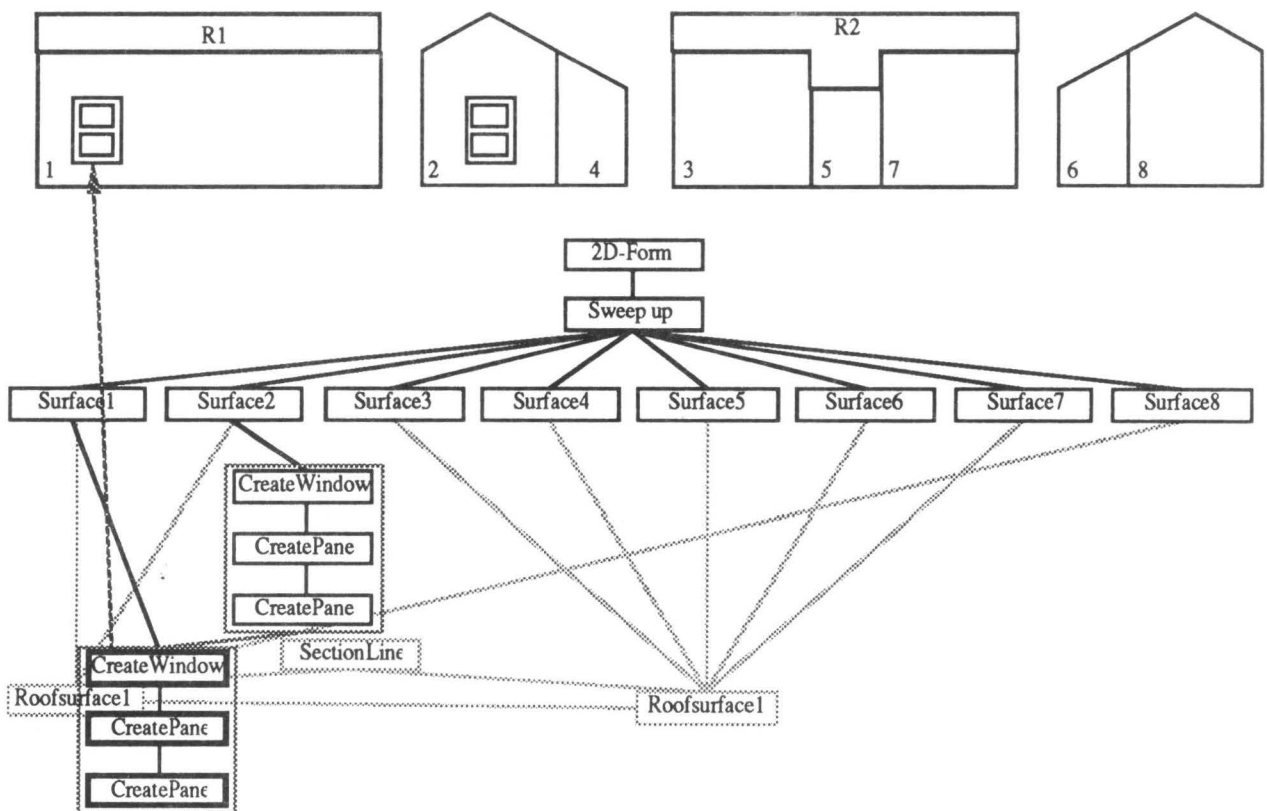 R1
R2
1
2
4
3
5
7
6
8
2D-Form
Sweep up
Surface1
Surface2
Surface3
Surface4
Surface5
Surface6
Surface7
Surface8
CreateWindow
CreatePane
CreatePane
SectionLine
CreateWindow
Roofsurface1
Roofsurface1
CreatePane
CreatePane